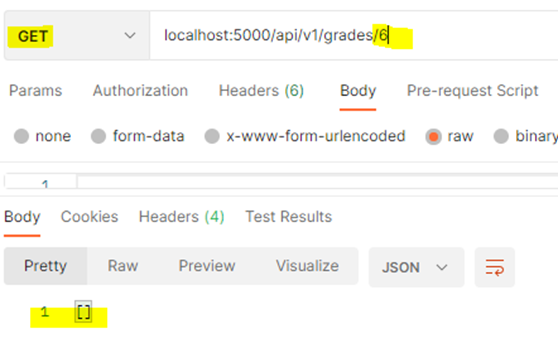 GET localhost:5000/api/v1/grades/6
Params Authorization Headers (6) Body Pre-request Script
none form-data x-www-form-urlencoded raw binary
1
Body Cookies Headers (4) Test Results
Pretty Raw Preview Visualize JSON
1 []